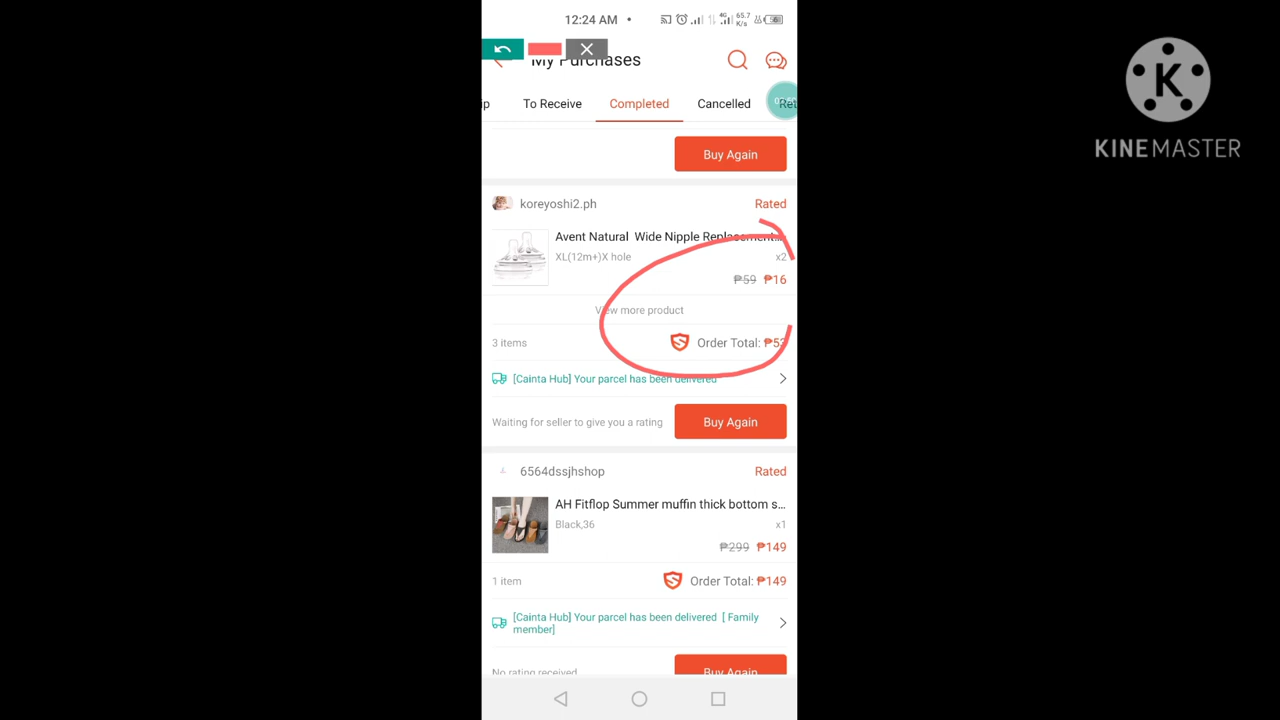 12:24 AM
4G
65.7
K/s
My Purchases
To Receive
Completed
Cancelled
Buy Again
koreyoshi2.ph
Rated
Avent Natural Wide Nipple Replacement...
XL(12m+)X hole
x2
₱59 ₱16
View more product
3 items
Order Total: ₱53
[Cainta Hub] Your parcel has been delivered
Waiting for seller to give you a rating
Buy Again
6564dssjhshop
Rated
AH Fitflop Summer muffin thick bottom s...
Black,36
x1
₱299 ₱149
1 item
Order Total: ₱149
[Cainta Hub] Your parcel has been delivered [ Family
member]
No rating received
Buy Again
K
KINEMASTER